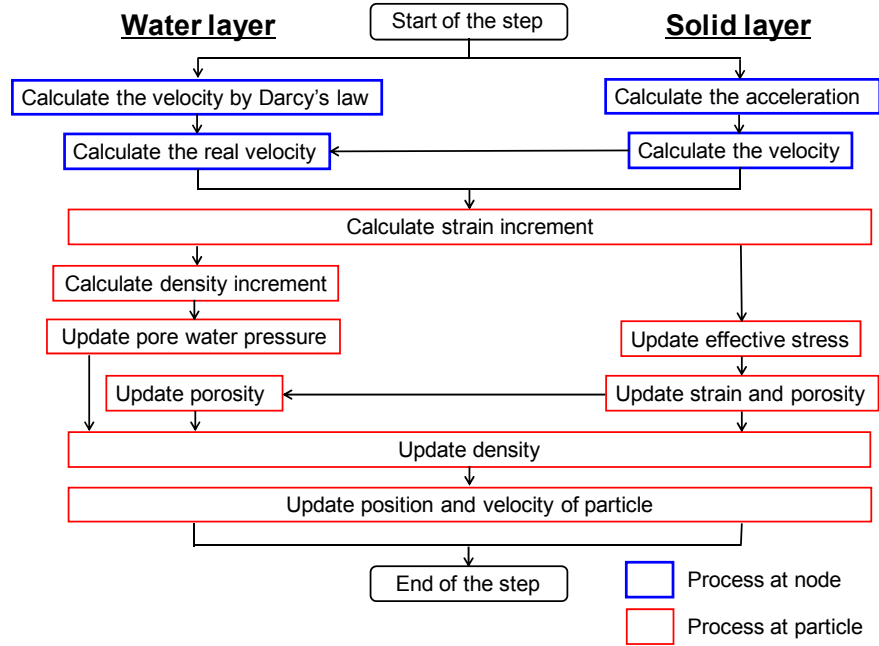 Water layer
Start of the step
Solid layer
Calculate the velocity by Darcy's law
Calculate the acceleration
Calculate the real velocity
Calculate the velocity
Calculate strain increment
Calculate density increment
Update pore water pressure
Update effective stress
Update porosity
Update strain and porosity
Update density
Update position and velocity of particle
End of the step
Process at node
Process at particle